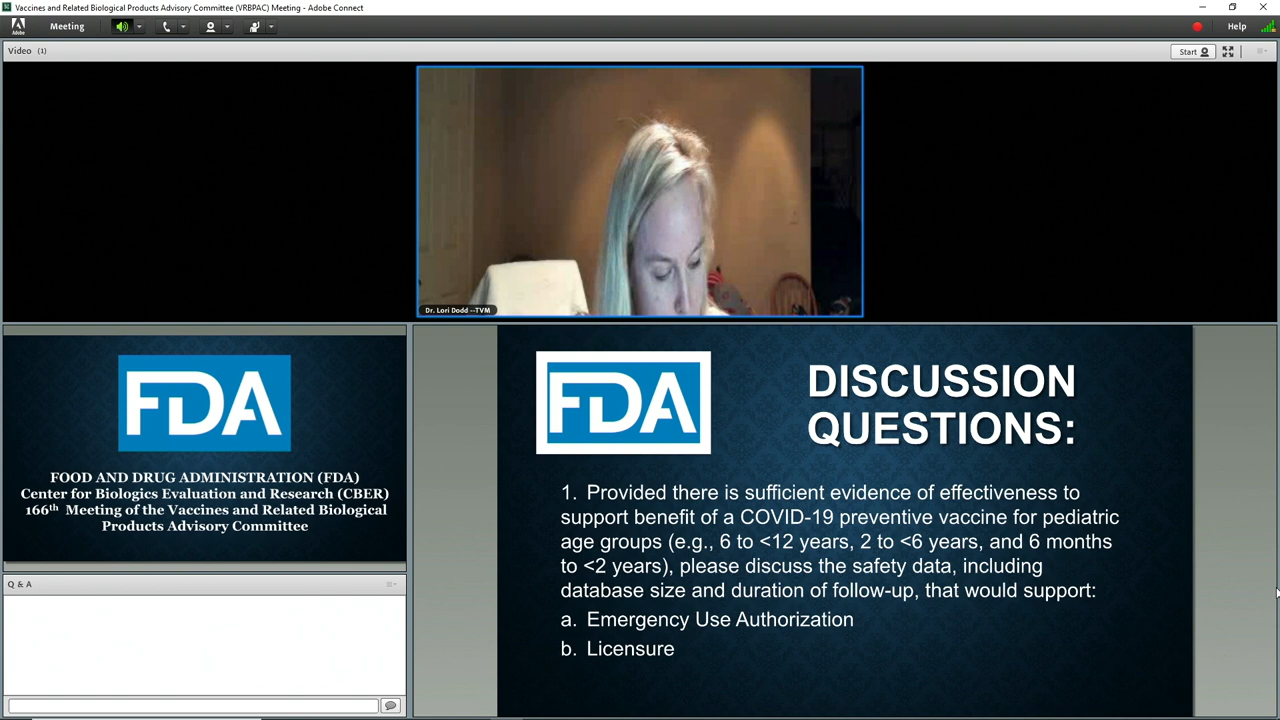 Vaccines and Related Biological Products Advisory Committee (VRBPAC) Meeting - Adobe Connect
Adobe
Meeting
Help
Video (1)
Start
Dr. Lori Dodd --TVM
FDA
FOOD AND DRUG ADMINISTRATION (FDA)
Center for Biologics Evaluation and Research (CBER)
166th Meeting of the Vaccines and Related Biological
Products Advisory Committee
Q & A
FDA
DISCUSSION
QUESTIONS:
1. Provided there is sufficient evidence of effectiveness to
support benefit of a COVID-19 preventive vaccine for pediatric
age groups (e.g., 6 to <12 years, 2 to <6 years, and 6 months
to <2 years), please discuss the safety data, including
database size and duration of follow-up, that would support:
a. Emergency Use Authorization
b. Licensure